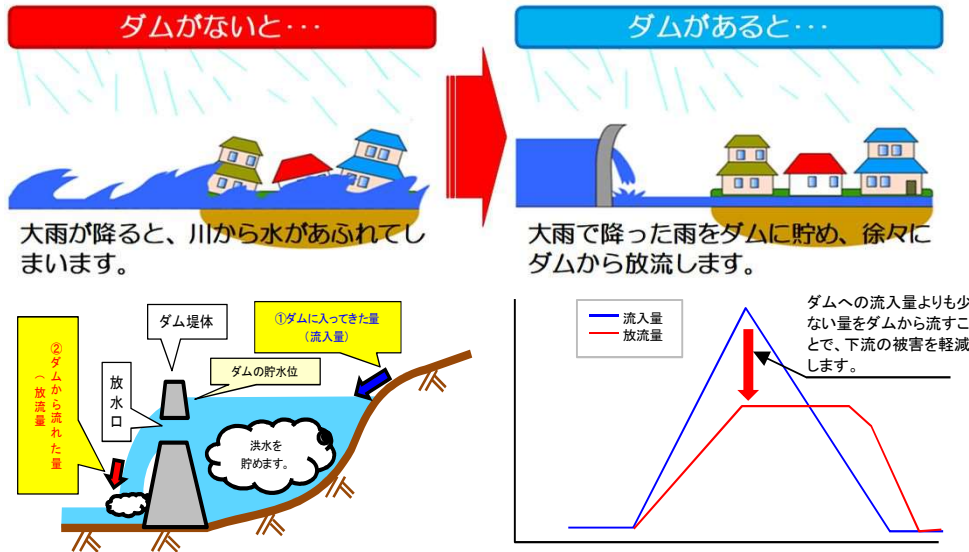 ダムがないと･･･
ダムがあると･･･
大雨が降ると、川から水があふれてし
まいます。
大雨で降った雨をダムに貯め、徐々に
ダムから放流します。
②ダムから流れた量
（放流量
放水口
ダム堤体
①ダムに入ってきた量
（流入量）
ダムの貯水位
洪水を
貯めます。
流入量
放流量
ダムへの流入量よりも少
ない量をダムから流すこ
とで、下流の被害を軽減
します。